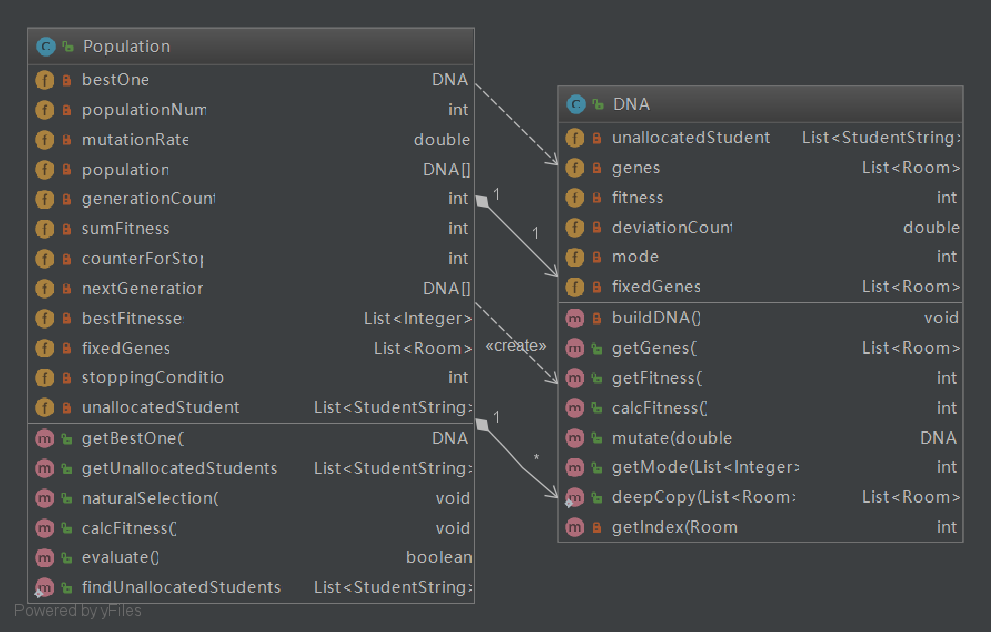 Population
bestOne DNA
populationNum int
mutationRate double
population DNA[]
generationCount int
sumFitness int
counterForStop int
nextGeneration DNA[]
bestFitnesse List<Integer>
fixedGenes List<Room>
stoppingConditio int
unallocatedStudent List<StudentString>
getBestOne( DNA
getUnallocatedStudents List<StudentString>
naturalSelection( void
calcFitness() void
evaluate() boolean
findUnallocatedStudents List<StudentString>
1
1
«create»
1
*
DNA
unallocatedStudent List<StudentString>
genes List<Room>
fitness int
deviationCount double
mode int
fixedGenes List<Room>
buildDNA() void
getGenes( List<Room>
getFitness( int
calcFitness() int
mutate(double DNA
getMode(List<Integer> int
deepCopy(List<Room> List<Room>
getIndex(Room int
Powered by yFiles